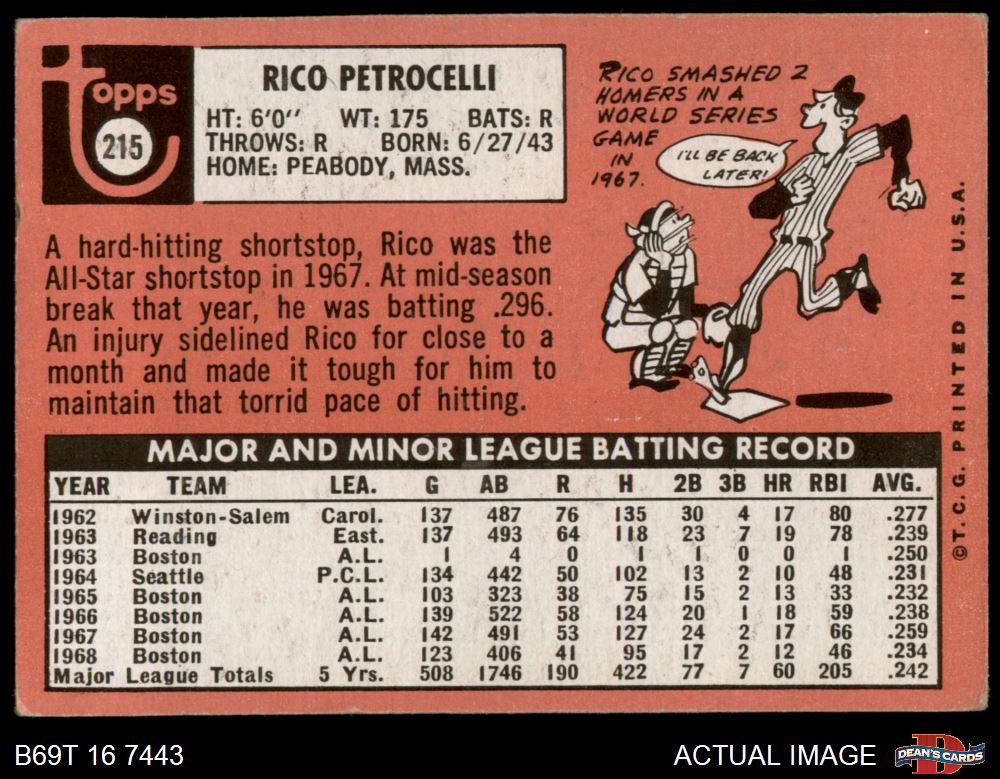 Topps
215
RICO PETROCELLI
HT: 6'0" WT: 175 BATS: R
THROWS: R BORN: 6/27/43
HOME: PEABODY, MASS.
RICO SMASHED 2
HOMERS IN A
WORLD SERIES
GAME
IN
1967.
I'LL BE BACK
LATER!
A hard-hitting shortstop, Rico was the
All-Star shortstop in 1967. At mid-season
break that year, he was batting .296.
An injury sidelined Rico for close to a
month and made it tough for him to
maintain that torrid pace of hitting.
MAJOR AND MINOR LEAGUE BATTING RECORD
YEAR TEAM LEA. G AB R H 2B 3B HR RBI AVG.
1962 Winston-Salem Carol. 137 487 76 135 30 4 17 80 .277
1963 Reading East. 137 493 64 118 23 7 19 78 .239
1963 Boston A.L. 1 4 0 1 1 0 0 1 .250
1964 Seattle P.C.L. 134 442 50 102 13 2 10 48 .231
1965 Boston A.L. 103 323 38 75 15 2 13 33 .232
1966 Boston A.L. 139 522 58 124 20 1 18 59 .238
1967 Boston A.L. 142 491 53 127 24 2 17 66 .259
1968 Boston A.L. 123 406 41 95 17 2 12 46 .234
Major League Totals 5 Yrs. 508 1746 190 422 77 7 60 205 .242
©T.C.G. PRINTED IN U.S.A.
B69T 16 7443
ACTUAL IMAGE
D
DEAN'S CARDS